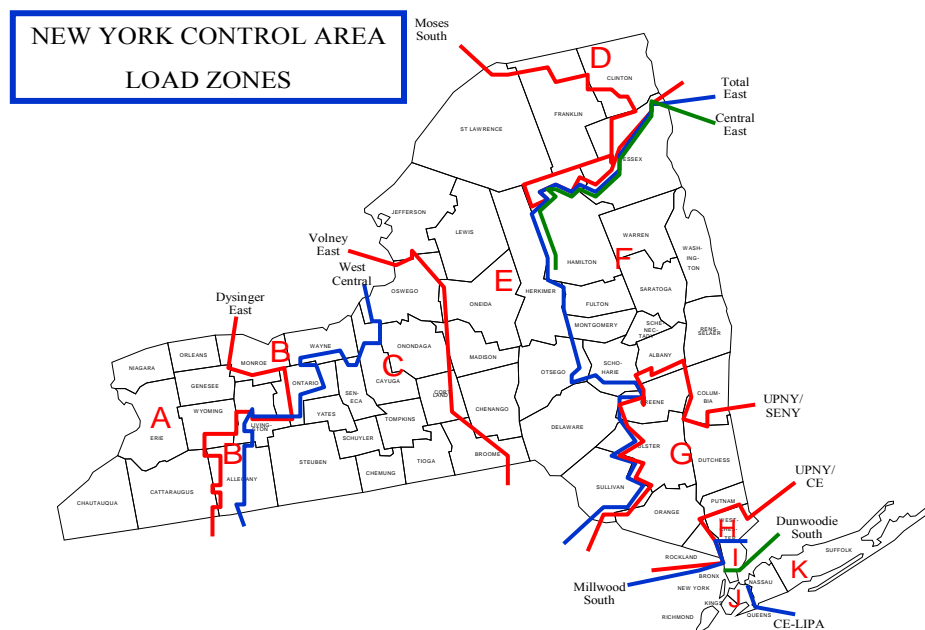 NEW YORK CONTROL AREA
LOAD ZONES
Moses
South
D
CLINTON
Total
East
Central
East
FRANKLIN
ST LAWRENCE
ESSEX
JEFFERSON
LEWIS
WARREN
WASH-
ING-
TON
Volney
East
West
Central
F
HAMILTON
E
HERKIMER
SARATOGA
OSWEGO
ONEIDA
FULTON
Dysinger
East
MONTGOMERY
SCHE-
NEC-
TADY
RENS-
SELAER
NIAGARA
ORLEANS
MONROE
B
WAYNE
ONONDAGA
MADISON
ALBANY
GENESEE
ONTARIO
C
CAYUGA
OTSEGO
SCHO-
HARIE
A
ERIE
WYOMING
LIVING-
STON
YATES
SEN-
ECA
CORT
LAND
CHENANGO
GREENE
COLUM-
BIA
UPNY/
SENY
TOMPKINS
SCHUYLER
DELAWARE
B
ALLEGANY
STEUBEN
CHEMUNG
TIOGA
BROOME
ULSTER
G
DUTCHESS
CHAUTAUQUA
CATTARAUGUS
SULLIVAN
UPNY/
CE
ORANGE
PUTNAM
WEST-
CHES-
TER
H
Dunwoodie
South
ROCKLAND
I
SUFFOLK
K
Millwood
South
BRONX
NEW YORK
NASSAU
J
KINGS
QUEENS
RICHMOND
CE-LIPA